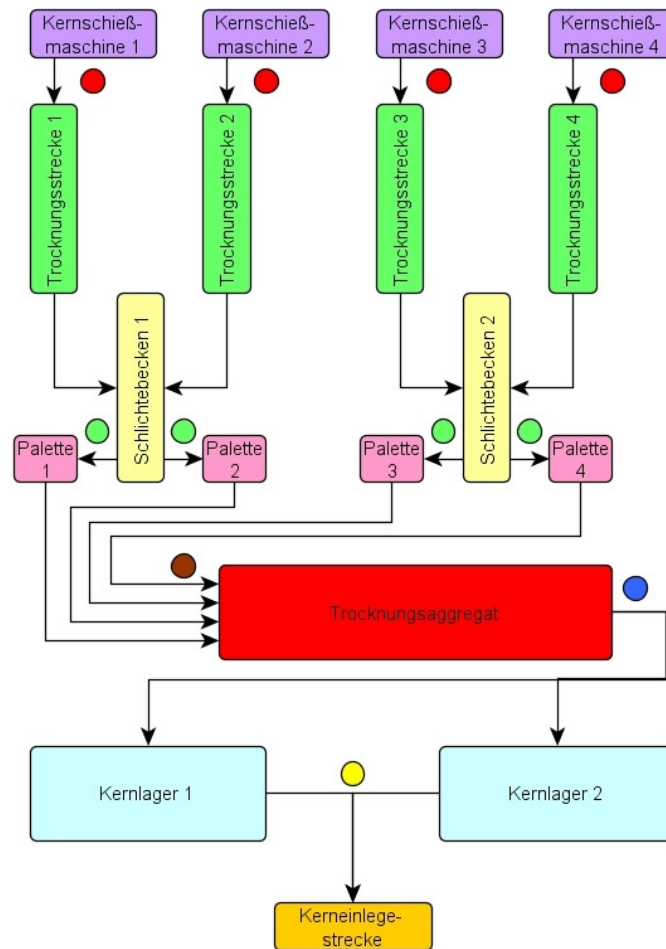 Kernschieß-
maschine 1
Kernschieß-
maschine 2
Kernschieß-
maschine 3
Kernschieß-
maschine 4
Trocknungsstrecke 1
Trocknungsstrecke 2
Trocknungsstrecke 3
Trocknungsstrecke 4
Schlichtebecken 1
Schlichtebecken 2
Palette
1
Palette
2
Palette
3
Palette
4
Trocknungsaggregat
Kernlager 1
Kernlager 2
Kerneinlege-
strecke